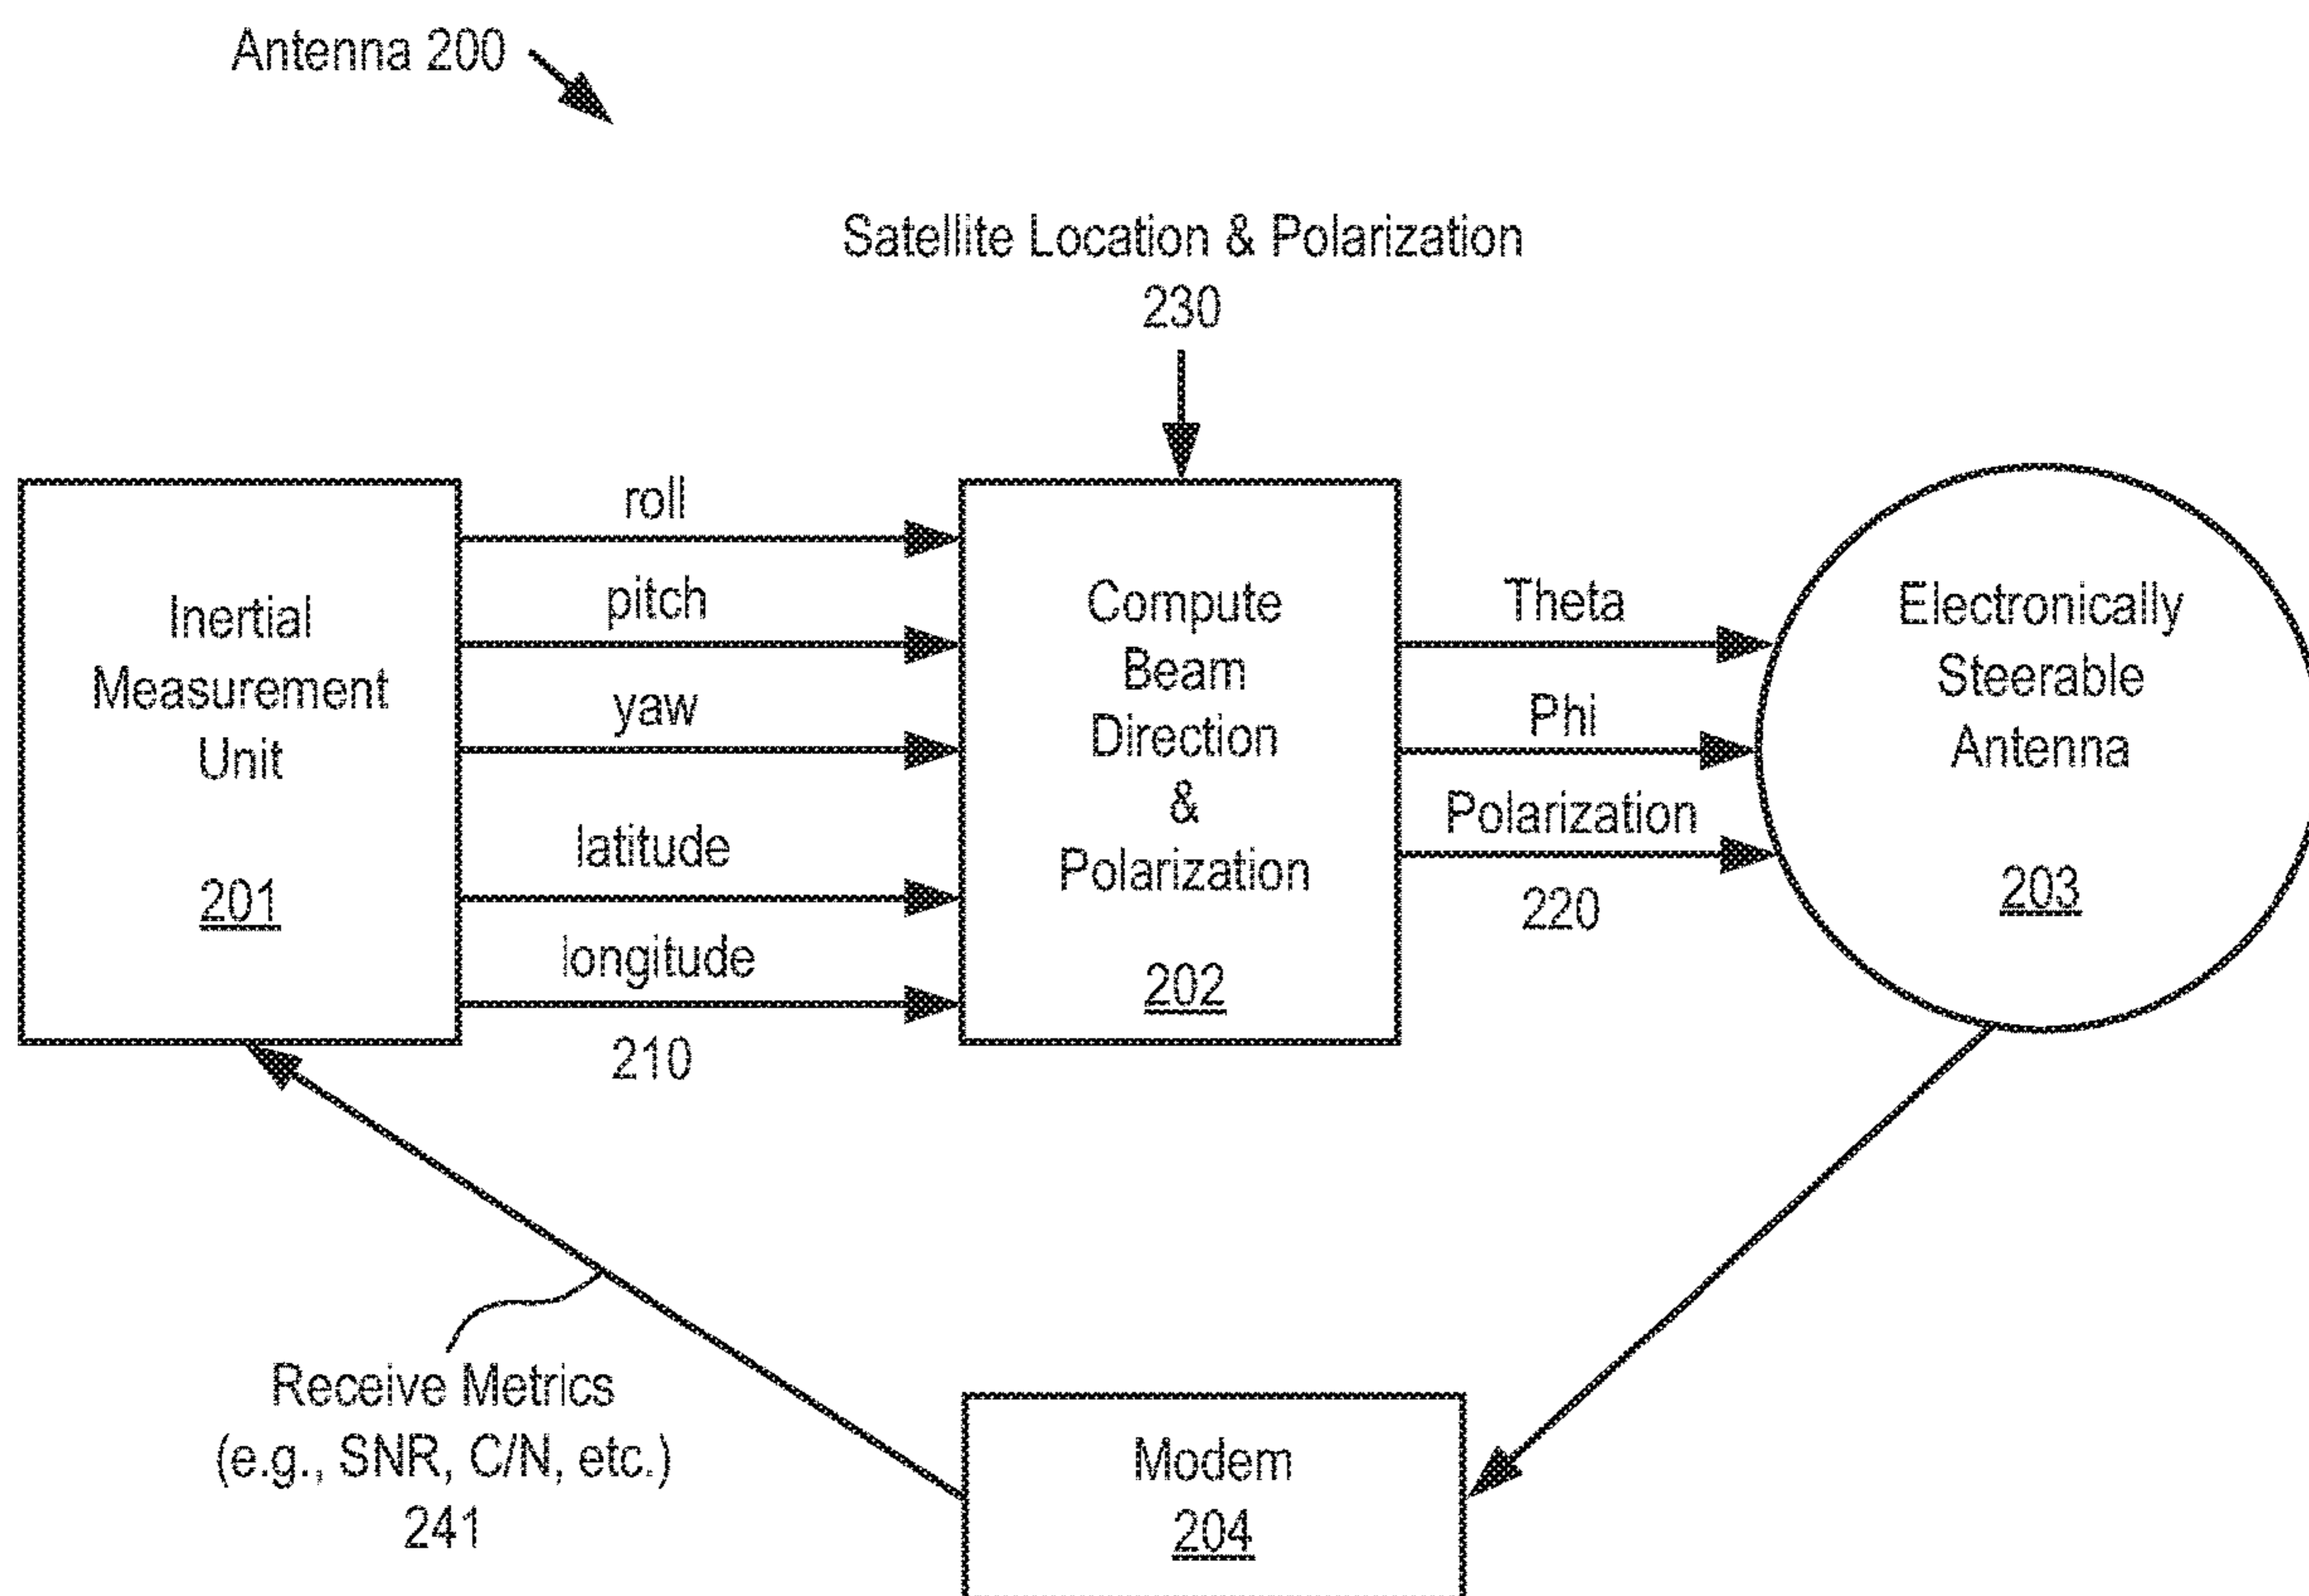 Antenna 200
Satellite Location & Polarization
230
Inertial
Measurement
Unit
201
roll
pitch
yaw
latitude
longitude
210
Compute
Beam
Direction
&
Polarization
202
Theta
Phi
Polarization
220
Electronically
Steerable
Antenna
203
Receive Metrics
(e.g., SNR, C/N, etc.)
241
Modem
204